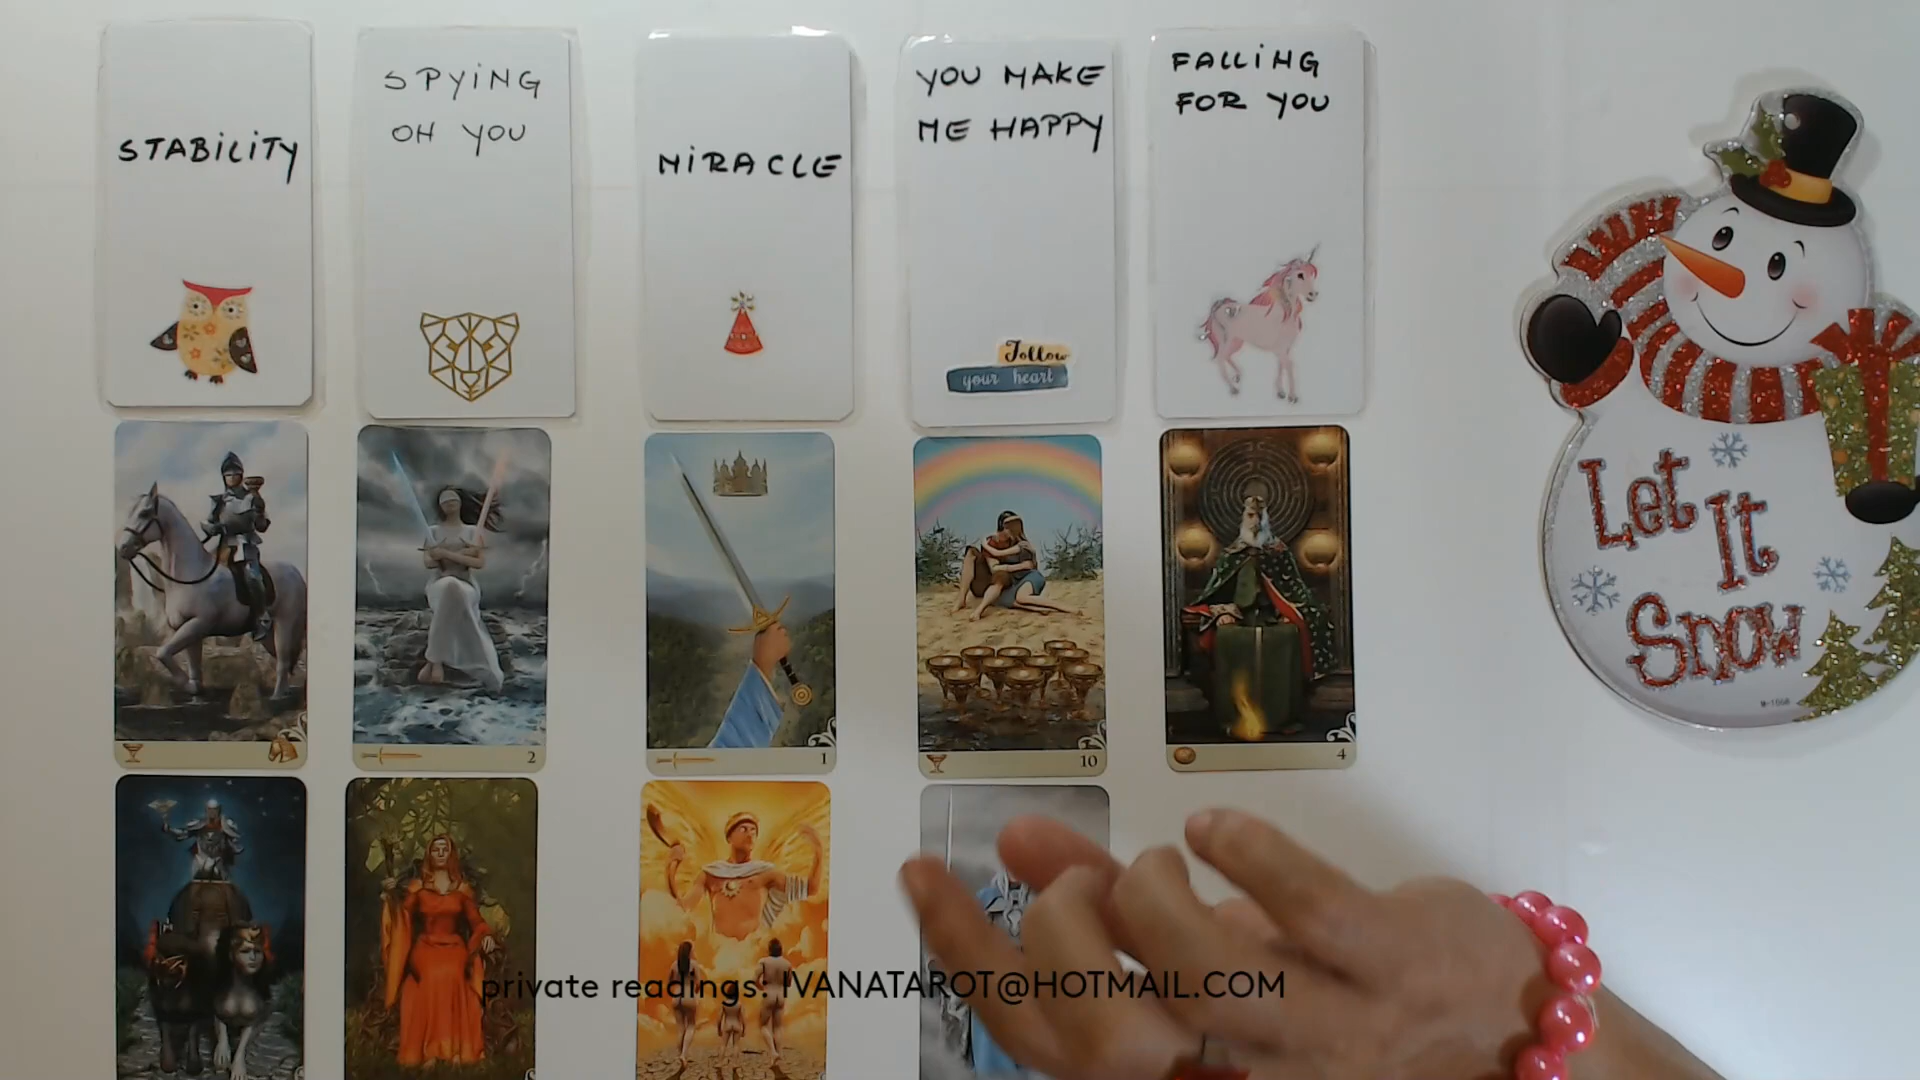 STABILITY
SPYING
ON YOU
MIRACLE
YOU MAKE
ME HAPPY
FALLING
FOR YOU
Follow
your heart
2
1
10
4
Let
It
Snow
M-1668
private readings: IVANATAROT@HOTMAIL.COM